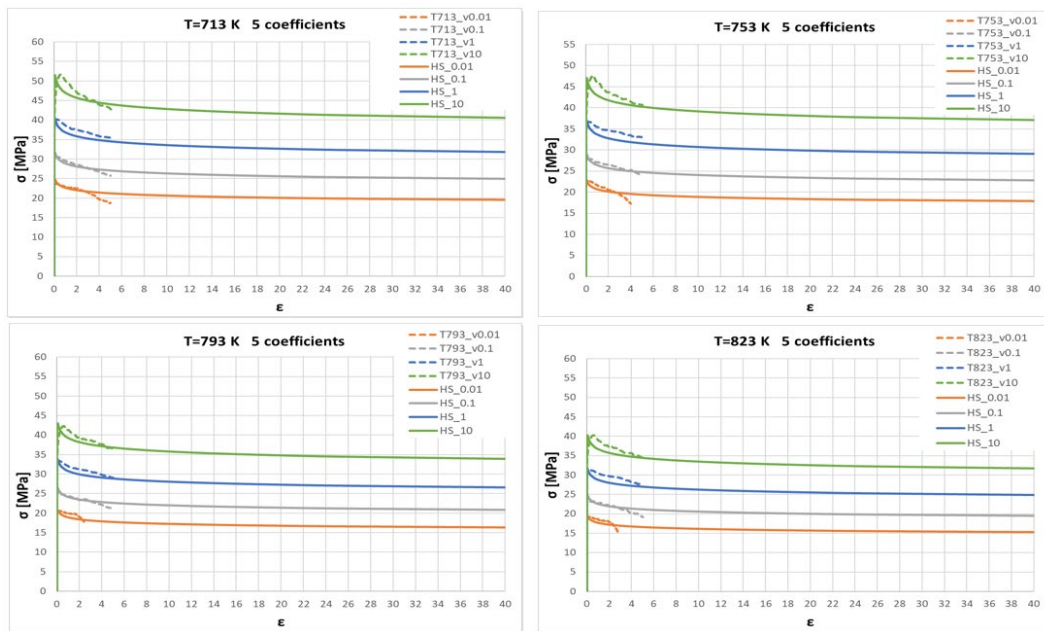 T=713 K 5 coefficients
T713_v0.01
T713_v0.1
T713_v1
T713_v10
HS_0.01
HS_0.1
HS_1
HS_10
60
55
50
45
40
35
30
25
20
15
10
5
0
σ [MPa]
0 2 4 6 8 10 12 14 16 18 20 22 24 26 28 30 32 34 36 38 40
ε
T=753 K 5 coefficients
T753_v0.01
T753_v0.1
T753_v1
T753_v10
HS_0.01
HS_0.1
HS_1
HS_10
55
50
45
40
35
30
25
20
15
10
5
0
σ [MPa]
0 2 4 6 8 10 12 14 16 18 20 22 24 26 28 30 32 34 36 38 40
ε
T=793 K 5 coefficients
T793_v0.01
T793_v0.1
T793_v1
T793_v10
HS_0.01
HS_0.1
HS_1
HS_10
60
55
50
45
40
35
30
25
20
15
10
5
0
σ [MPa]
0 2 4 6 8 10 12 14 16 18 20 22 24 26 28 30 32 34 36 38 40
ε
T=823 K 5 coefficients
T823_v0.01
T823_v0.1
T823_v1
T823_v10
HS_0.01
HS_0.1
HS_1
HS_10
60
55
50
45
40
35
30
25
20
15
10
5
0
σ [MPa]
0 2 4 6 8 10 12 14 16 18 20 22 24 26 28 30 32 34 36 38 40
ε